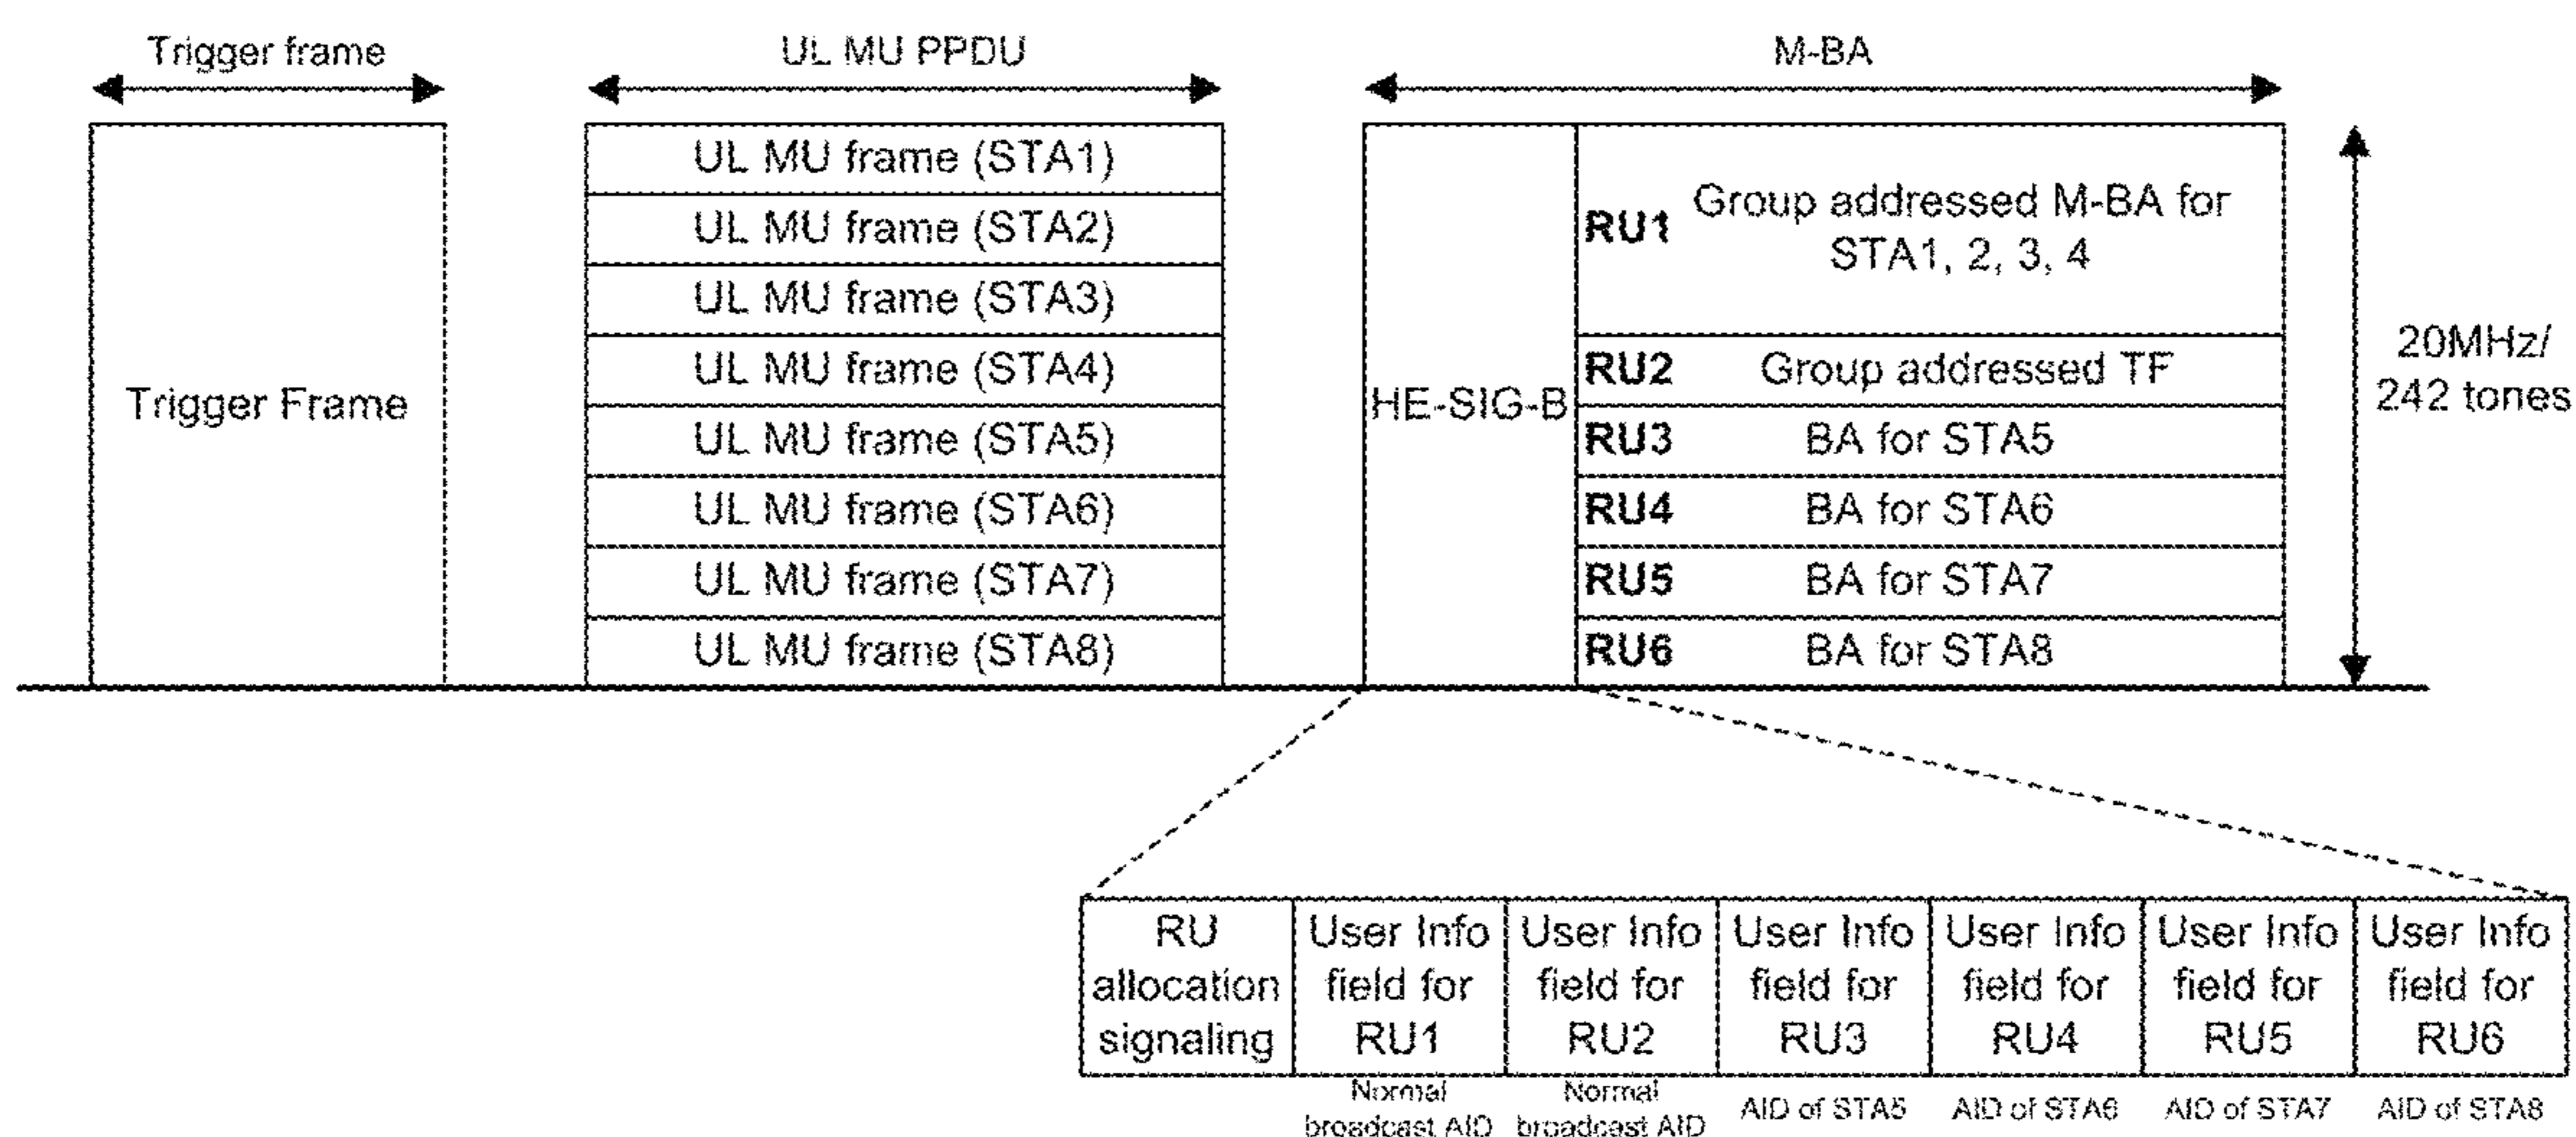 Trigger frame
UL MU PPDU
M-BA
Trigger Frame
UL MU frame (STA1)
UL MU frame (STA2)
UL MU frame (STA3)
UL MU frame (STA4)
UL MU frame (STA5)
UL MU frame (STA6)
UL MU frame (STA7)
UL MU frame (STA8)
HE-SIG-B
RU1 Group addressed M-BA for
STA1, 2, 3, 4
RU2 Group addressed TF
RU3 BA for STA5
RU4 BA for STA6
RU5 BA for STA7
RU6 BA for STA8
20MHz/
242 tones
RU
allocation
signaling
User Info
field for
RU1
User Info
field for
RU2
User Info
field for
RU3
User Info
field for
RU4
User Info
field for
RU5
User Info
field for
RU6
Normal
broadcast AID
Normal
broadcast AID
AID of STA5
AID of STA6
AID of STA7
AID of STA8